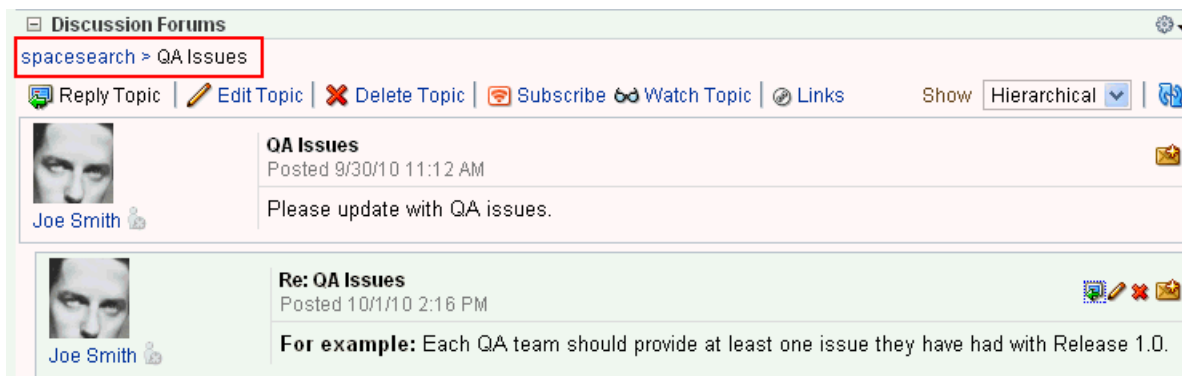 Discussion Forums
spacesearch > QA Issues
Reply Topic | Edit Topic | Delete Topic | Subscribe Watch Topic | Links Show Hierarchical
QA Issues
Posted 9/30/10 11:12 AM
Please update with QA issues.
Joe Smith
Re: QA Issues
Posted 10/1/10 2:16 PM
For example: Each QA team should provide at least one issue they have had with Release 1.0.
Joe Smith